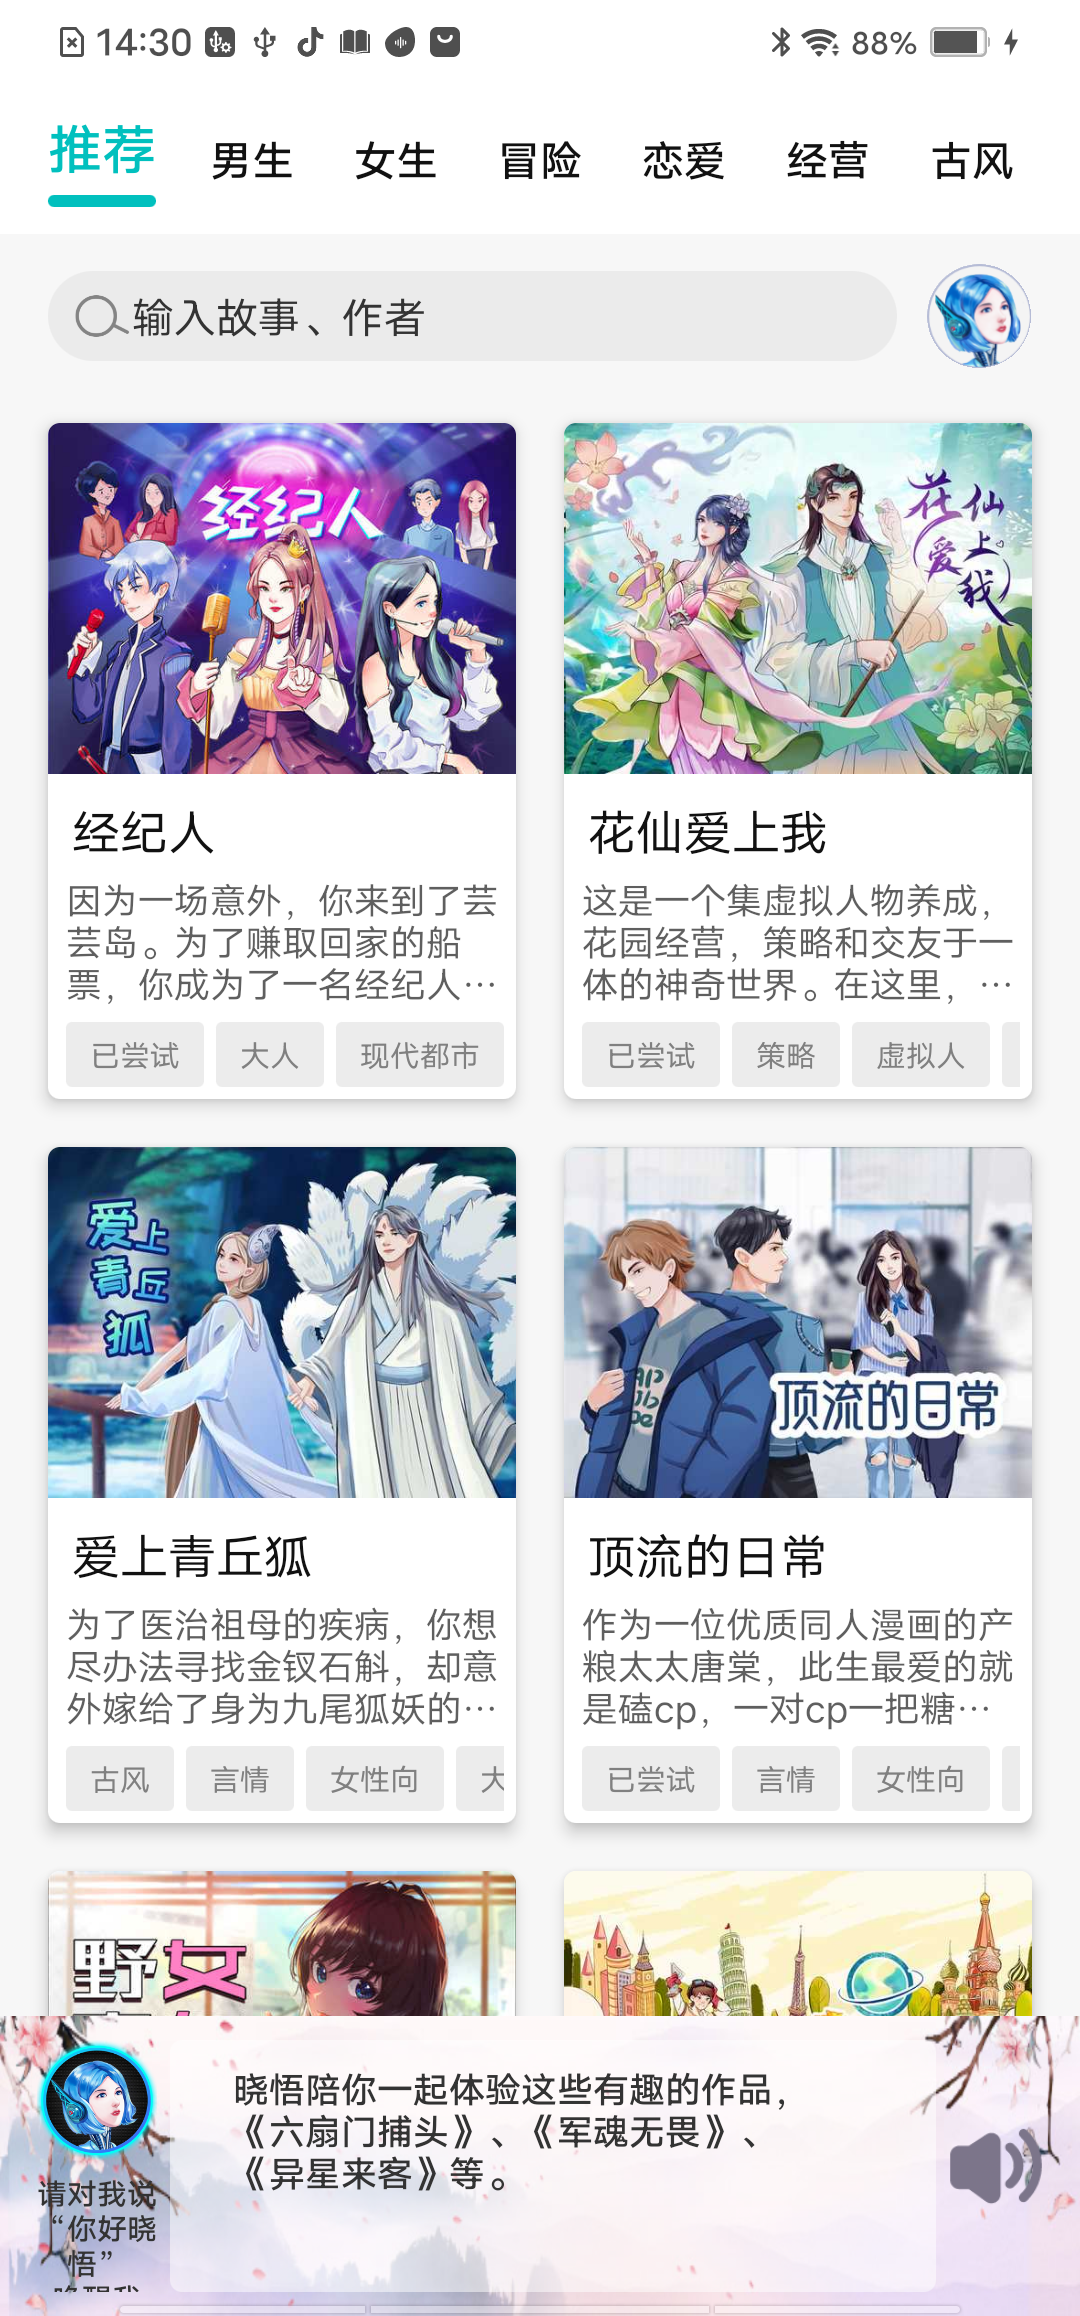 14:30
88%
推荐 男生 女生 冒险 恋爱 经营 古风
输入故事、作者
经纪人
经纪人
因为一场意外，你来到了芸
芸岛。为了赚取回家的船
票，你成为了一名经纪人…
已尝试 大人 现代都市
花仙
爱上我
花仙爱上我
这是一个集虚拟人物养成，
花园经营，策略和交友于一
体的神奇世界。在这里，…
已尝试 策略 虚拟人
爱上
青丘
狐
爱上青丘狐
为了医治祖母的疾病，你想
尽办法寻找金钗石斛，却意
外嫁给了身为九尾狐妖的…
古风 言情 女性向 大
顶流的日常
顶流的日常
作为一位优质同人漫画的产
粮太太唐棠，此生最爱的就
是磕cp，一对cp一把糖…
已尝试 言情 女性向
野女
晓悟陪你一起体验这些有趣的作品，
《六扇门捕头》、《军魂无畏》、
《异星来客》等。
请对我说
“你好晓
悟”
唤醒我